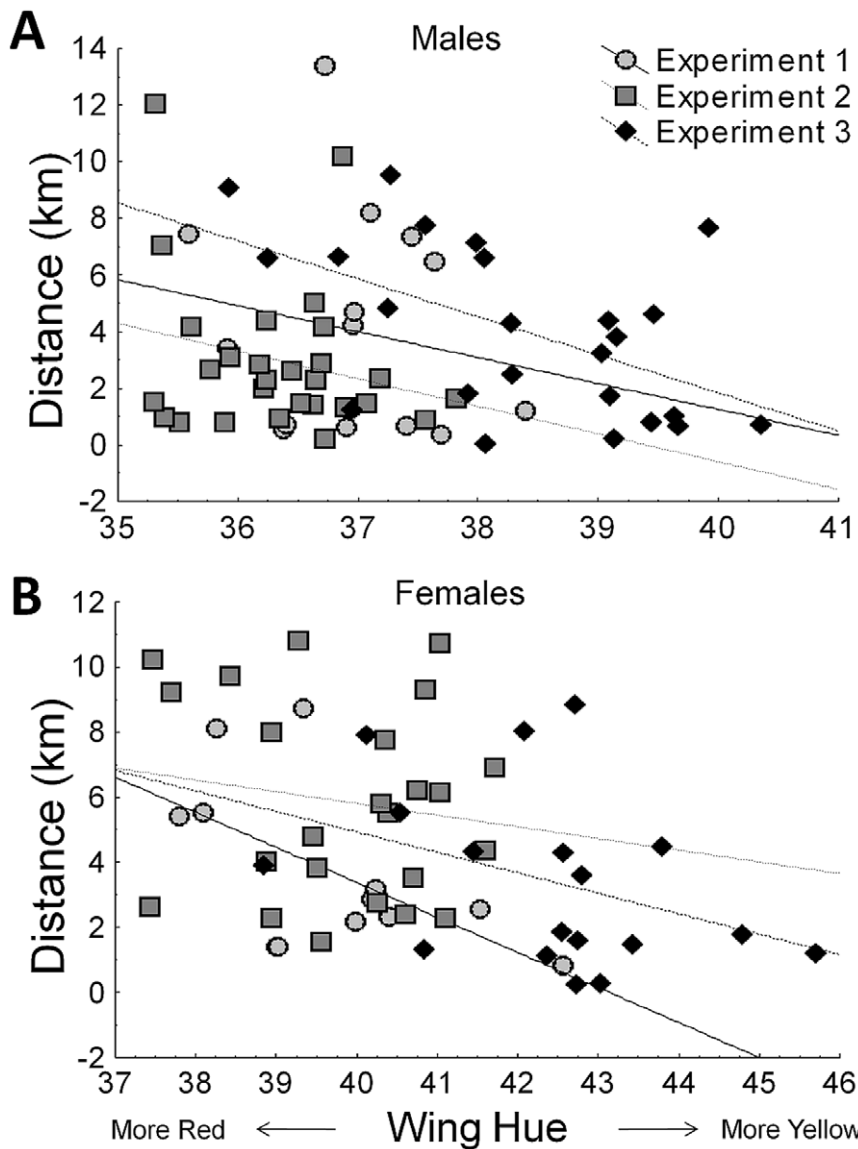 A
Males
Experiment 1
Experiment 2
Experiment 3
14
12
10
8
6
4
2
0
-2
Distance (km)
35 36 37 38 39 40 41
B
Females
12
10
8
6
4
2
0
-2
Distance (km)
37 38 39 40 41 42 43 44 45 46
More Red Wing Hue More Yellow